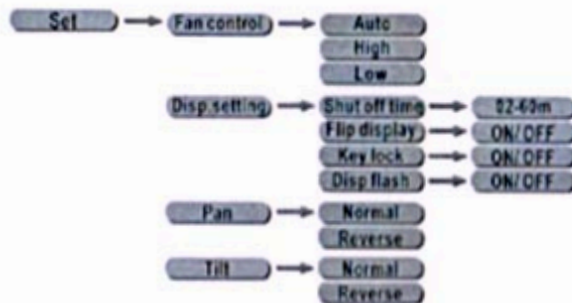 Set Fan control Auto
High
Low
Disp.setting Shut off time 02-60m
Flip display ON/OFF
Key lock ON/OFF
Disp flash ON/OFF
Pan Normal
Reverse
Tilt Normal
Reverse